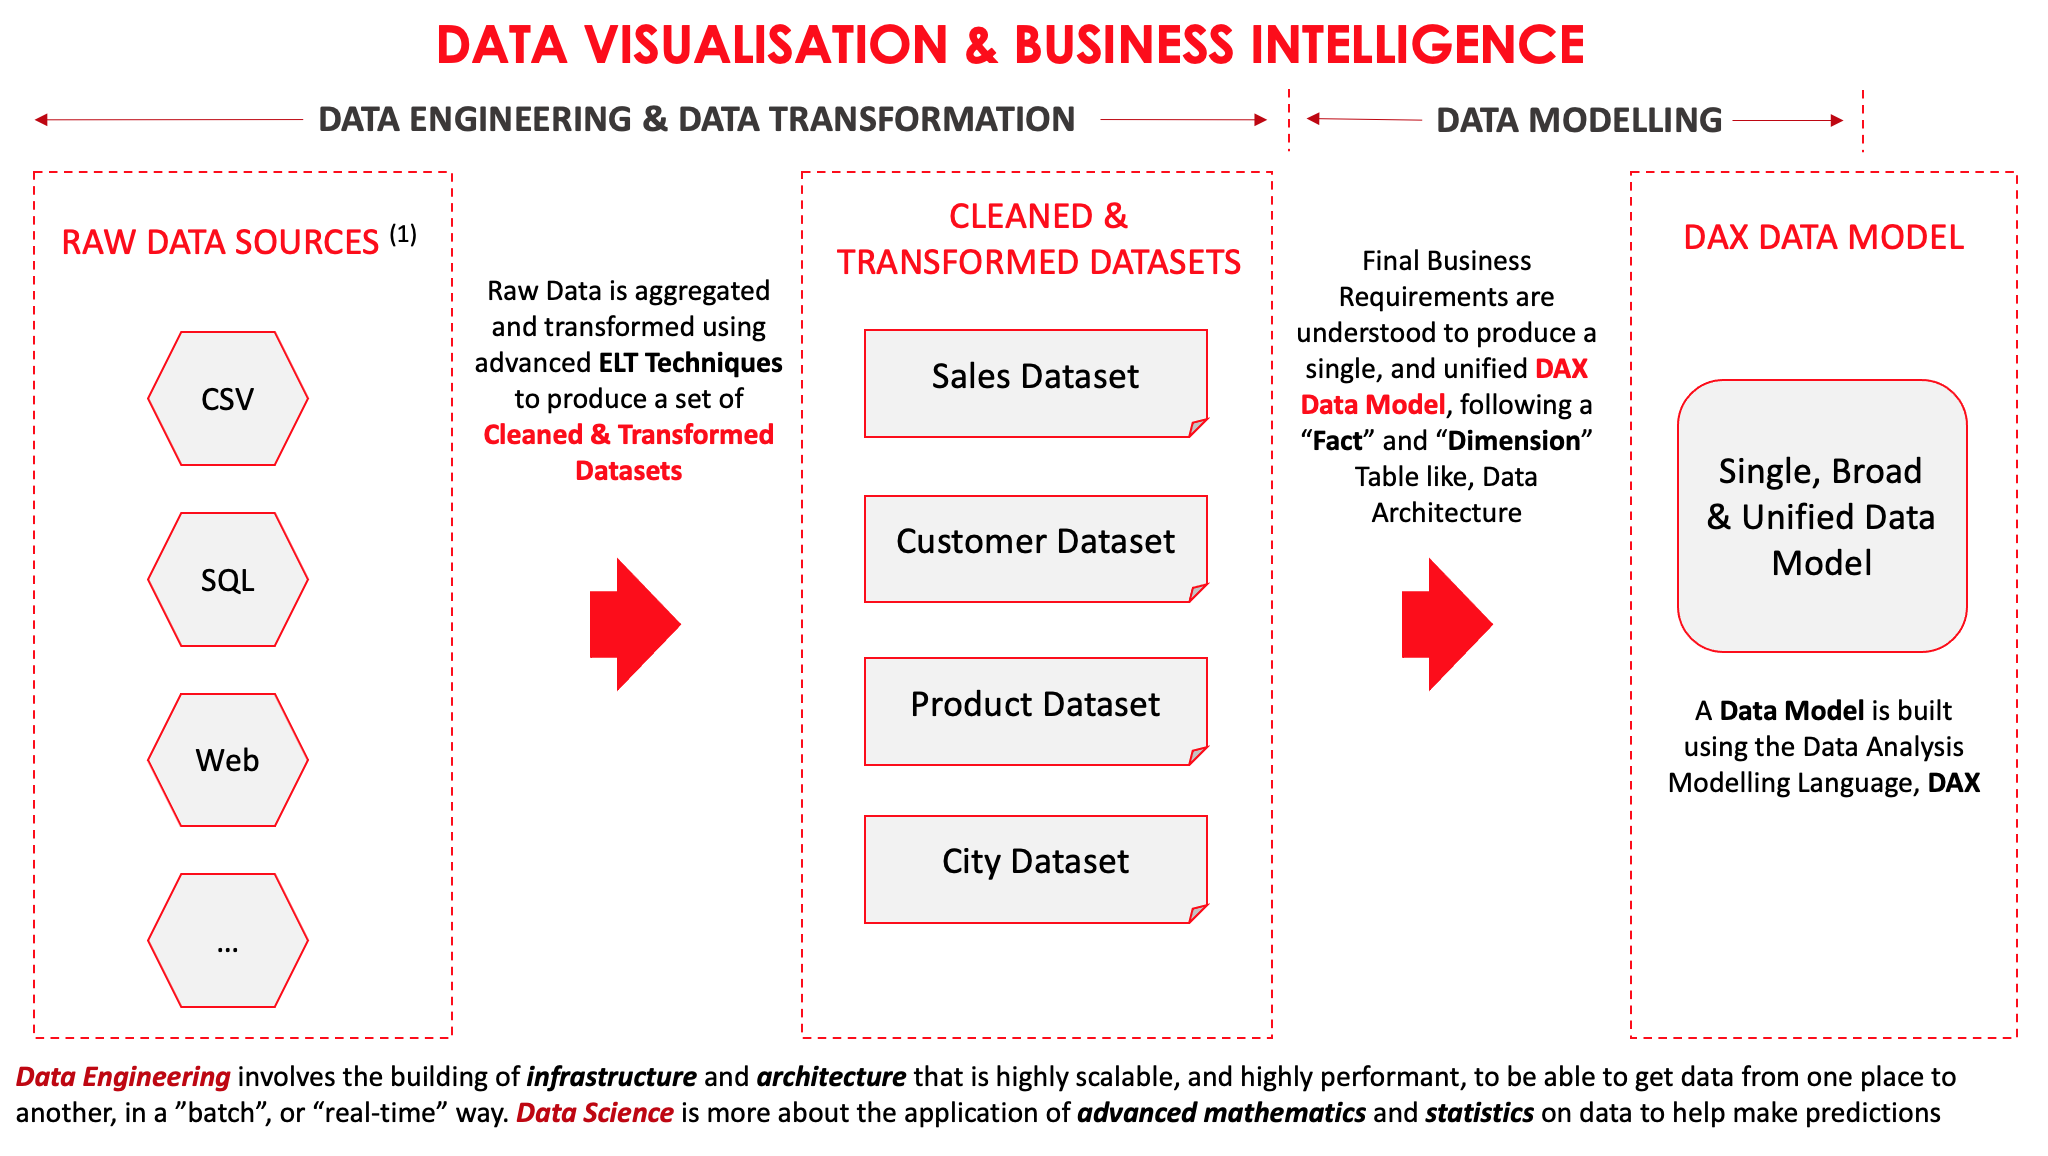 DATA VISUALISATION & BUSINESS INTELLIGENCE
DATA ENGINEERING & DATA TRANSFORMATION
DATA MODELLING
RAW DATA SOURCES (1)
CSV
SQL
Web
...
Raw Data is aggregated
and transformed using
advanced ELT Techniques
to produce a set of
Cleaned & Transformed
Datasets
CLEANED &
TRANSFORMED DATASETS
Sales Dataset
Customer Dataset
Product Dataset
City Dataset
Final Business
Requirements are
understood to produce a
single, and unified DAX
Data Model, following a
“Fact” and “Dimension”
Table like, Data
Architecture
DAX DATA MODEL
Single, Broad
& Unified Data
Model
A Data Model is built
using the Data Analysis
Modelling Language, DAX
Data Engineering involves the building of infrastructure and architecture that is highly scalable, and highly performant, to be able to get data from one place to
another, in a ”batch”, or “real-time” way. Data Science is more about the application of advanced mathematics and statistics on data to help make predictions